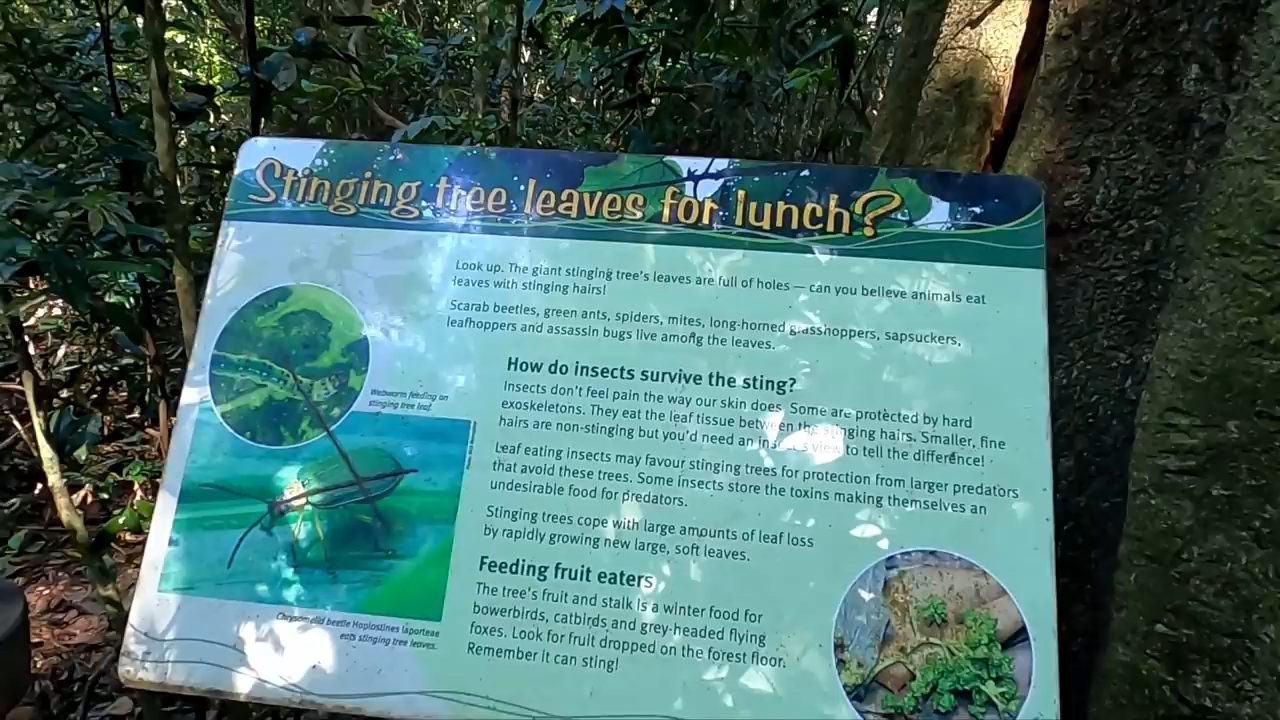 Stinging tree leaves for lunch?
Look up. The giant stinging tree's leaves are full of holes — can you believe animals eat
leaves with stinging hairs!
Scarab beetles, green ants, spiders, mites, long-horned grasshoppers, sapsuckers,
leafhoppers and assassin bugs live among the leaves.
Webworm feeding on
stinging tree leaf.
How do insects survive the sting?
Insects don't feel pain the way our skin does. Some are protected by hard
exoskeletons. They eat the leaf tissue between the stinging hairs. Smaller, fine
hairs are non-stinging but you'd need an insect's view to tell the difference!
Leaf eating insects may favour stinging trees for protection from larger predators
that avoid these trees. Some insects store the toxins making themselves an
undesirable food for predators.
Stinging trees cope with large amounts of leaf loss
by rapidly growing new large, soft leaves.
Chrysomelid beetle Hoplostines laporteae
eats stinging tree leaves.
Feeding fruit eaters
The tree's fruit and stalk is a winter food for
bowerbirds, catbirds and grey-headed flying
foxes. Look for fruit dropped on the forest floor.
Remember it can sting!